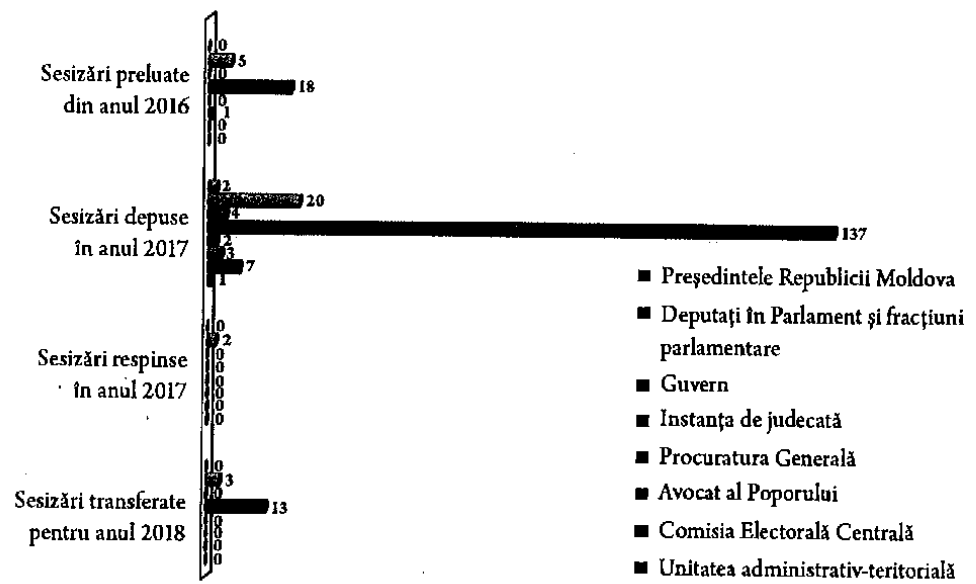 0
5
Sesizări preluate
0
18
din anul 2016
0
1
0
0
2
20
Sesizări depuse
4
137
în anul 2017
2
3
7
1
■ Președintele Republicii Moldova
■ Deputați în Parlament și fracțiuni
parlamentare
■ Guvern
■ Instanța de judecată
■ Procuratura Generală
■ Avocat al Poporului
■ Comisia Electorală Centrală
■ Unitatea administrativ-teritorială
0
2
Sesizări respinse
0
0
în anul 2017
0
0
0
0
0
3
Sesizări transferate
0
13
pentru anul 2018
0
0
0
0